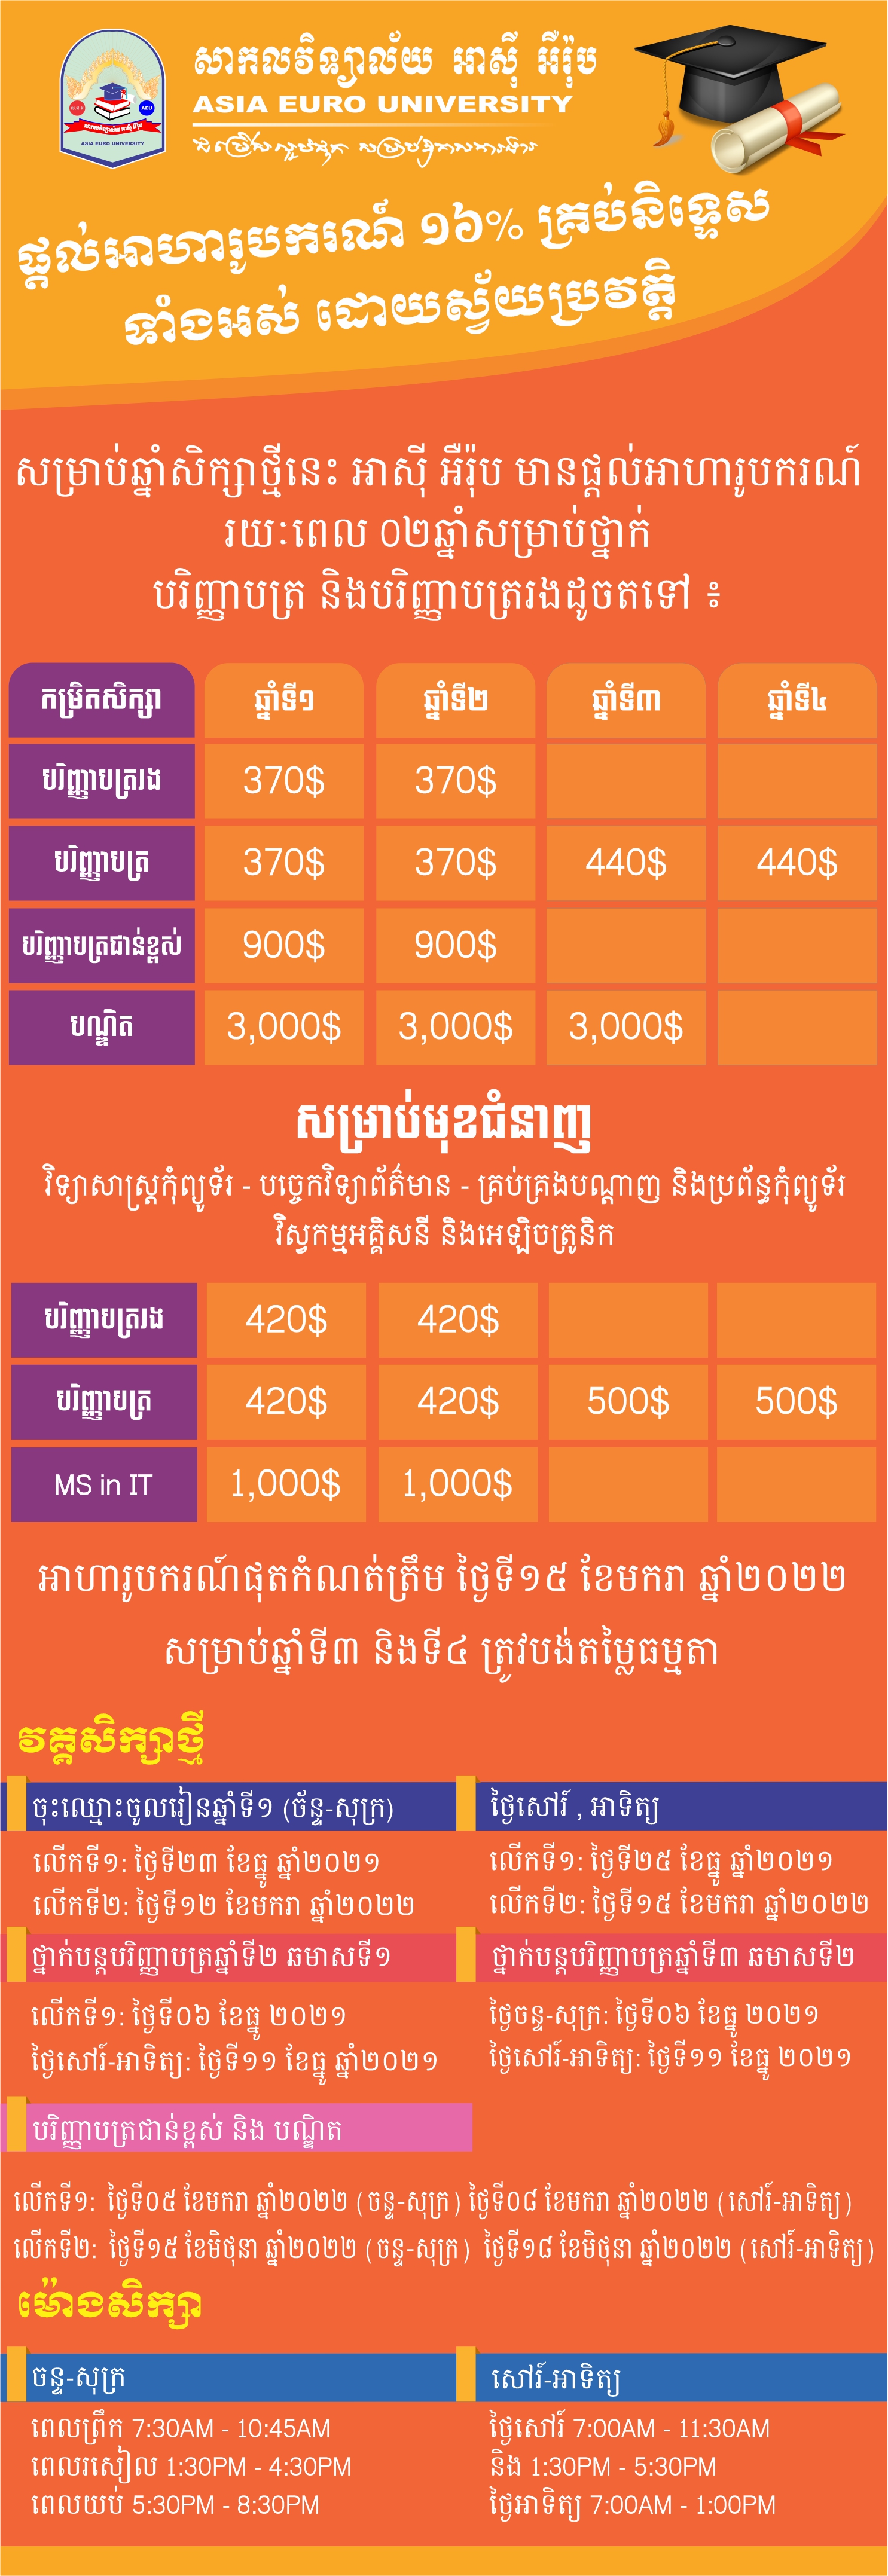 សាកលវិទ្យាល័យ អាស៊ី អឺរ៉ុប
ASIA EURO UNIVERSITY
ជម្រើសល្អបំផុត សម្រាប់ឱកាសការងារ
ASIA EURO UNIVERSITY
AEU
ផ្តល់អាហារូបករណ៍ ១៦% គ្រប់និទ្ទេស
ទាំងអស់ ដោយស្វ័យប្រវត្តិ
សម្រាប់ឆ្នាំសិក្សាថ្មីនេះ អាស៊ី អឺរ៉ុប មានផ្តល់អាហារូបករណ៍
រយៈពេល ០២ឆ្នាំសម្រាប់ថ្នាក់
បរិញ្ញាបត្រ និងបរិញ្ញាបត្ររងដូចតទៅ ៖
កម្រិតសិក្សា ឆ្នាំទី១ ឆ្នាំទី២ ឆ្នាំទី៣ ឆ្នាំទី៤
បរិញ្ញាបត្ររង 370$ 370$
បរិញ្ញាបត្រ 370$ 370$ 440$ 440$
បរិញ្ញាបត្រជាន់ខ្ពស់ 900$ 900$
បណ្ឌិត 3,000$ 3,000$ 3,000$
សម្រាប់មុខជំនាញ
វិទ្យាសាស្ត្រកុំព្យូទ័រ - បច្ចេកវិទ្យាព័ត៌មាន - គ្រប់គ្រងបណ្តាញ និងប្រព័ន្ធកុំព្យូទ័រ
វិស្វកម្មអគ្គិសនី និងអេឡិចត្រូនិក
បរិញ្ញាបត្ររង 420$ 420$
បរិញ្ញាបត្រ 420$ 420$ 500$ 500$
MS in IT 1,000$ 1,000$
អាហារូបករណ៍ផុតកំណត់ត្រឹម ថ្ងៃទី១៥ ខែមករា ឆ្នាំ២០២២
សម្រាប់ឆ្នាំទី៣ និងទី៤ ត្រូវបង់តម្លៃធម្មតា
វគ្គសិក្សាថ្មី
ចុះឈ្មោះចូលរៀនឆ្នាំទី១ (ច័ន្ទ-សុក្រ)
លើកទី១: ថ្ងៃទី២៣ ខែធ្នូ ឆ្នាំ២០២១
លើកទី២: ថ្ងៃទី១២ ខែមករា ឆ្នាំ២០២២
ថ្ងៃសៅរ៍ , អាទិត្យ
លើកទី១: ថ្ងៃទី២៥ ខែធ្នូ ឆ្នាំ២០២១
លើកទី២: ថ្ងៃទី១៥ ខែមករា ឆ្នាំ២០២២
ថ្នាក់បន្តបរិញ្ញាបត្រឆ្នាំទី២ ឆមាសទី១
លើកទី១: ថ្ងៃទី០៦ ខែធ្នូ ២០២១
ថ្ងៃសៅរ៍-អាទិត្យ: ថ្ងៃទី១១ ខែធ្នូ ឆ្នាំ២០២១
ថ្នាក់បន្តបរិញ្ញាបត្រឆ្នាំទី៣ ឆមាសទី២
ថ្ងៃចន្ទ-សុក្រ: ថ្ងៃទី០៦ ខែធ្នូ ២០២១
ថ្ងៃសៅរ៍-អាទិត្យ: ថ្ងៃទី១១ ខែធ្នូ ២០២១
បរិញ្ញាបត្រជាន់ខ្ពស់ និង បណ្ឌិត
លើកទី១: ថ្ងៃទី០៥ ខែមករា ឆ្នាំ២០២២ (ចន្ទ-សុក្រ) ថ្ងៃទី០៨ ខែមករា ឆ្នាំ២០២២ (សៅរ៍-អាទិត្យ)
លើកទី២: ថ្ងៃទី១៥ ខែមិថុនា ឆ្នាំ២០២២ (ចន្ទ-សុក្រ) ថ្ងៃទី១៨ ខែមិថុនា ឆ្នាំ២០២២ (សៅរ៍-អាទិត្យ)
ម៉ោងសិក្សា
ចន្ទ-សុក្រ
ពេលព្រឹក 7:30AM - 10:45AM
ពេលរសៀល 1:30PM - 4:30PM
ពេលយប់ 5:30PM - 8:30PM
សៅរ៍-អាទិត្យ
ថ្ងៃសៅរ៍ 7:00AM - 11:30AM
និង 1:30PM - 5:30PM
ថ្ងៃអាទិត្យ 7:00AM - 1:00PM